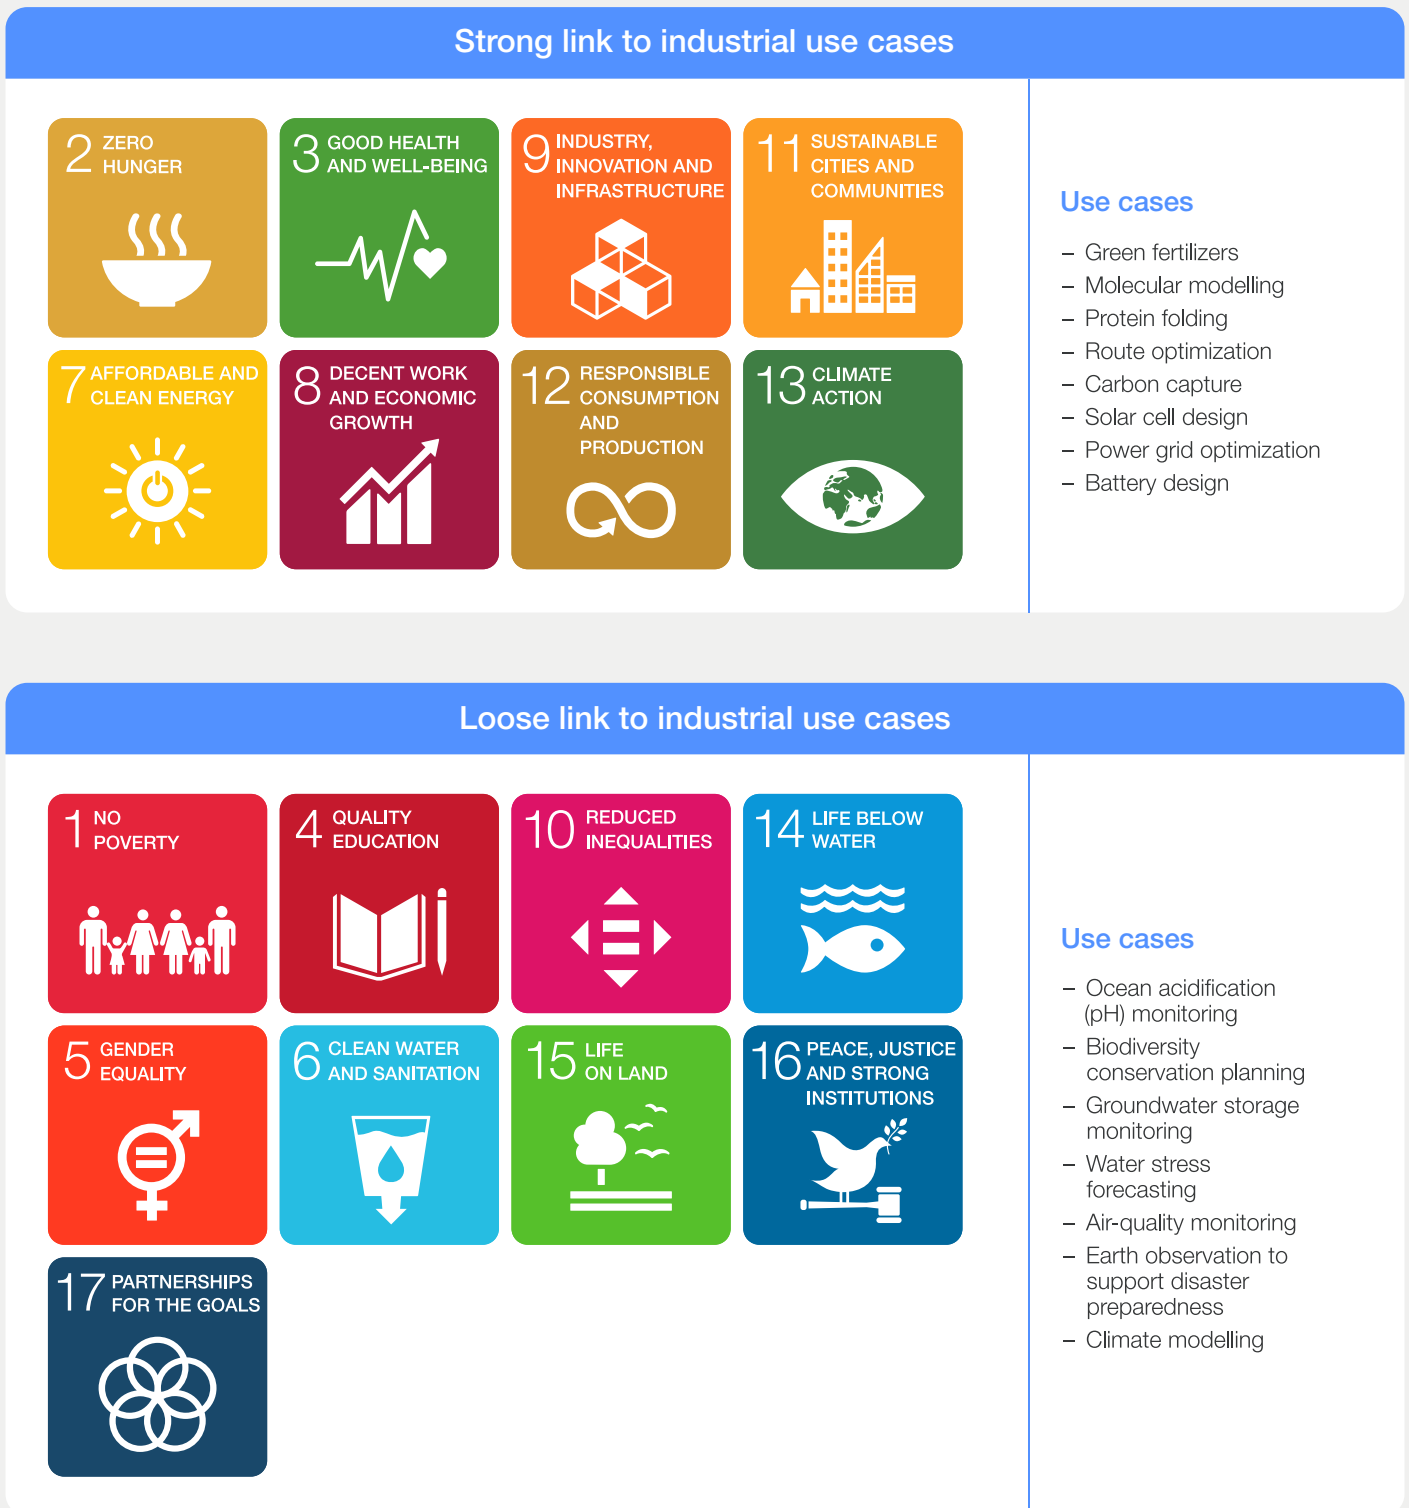 Strong link to industrial use cases
2 ZERO
HUNGER
3 GOOD HEALTH
AND WELL-BEING
9 INDUSTRY,
INNOVATION AND
INFRASTRUCTURE
11 SUSTAINABLE
CITIES AND
COMMUNITIES
7 AFFORDABLE AND
CLEAN ENERGY
8 DECENT WORK
AND ECONOMIC
GROWTH
12 RESPONSIBLE
CONSUMPTION
AND
PRODUCTION
13 CLIMATE
ACTION
Use cases
– Green fertilizers
– Molecular modelling
– Protein folding
– Route optimization
– Carbon capture
– Solar cell design
– Power grid optimization
– Battery design
Loose link to industrial use cases
1 NO
POVERTY
4 QUALITY
EDUCATION
10 REDUCED
INEQUALITIES
14 LIFE BELOW
WATER
5 GENDER
EQUALITY
6 CLEAN WATER
AND SANITATION
15 LIFE
ON LAND
16 PEACE, JUSTICE
AND STRONG
INSTITUTIONS
17 PARTNERSHIPS
FOR THE GOALS
Use cases
– Ocean acidification
(pH) monitoring
– Biodiversity
conservation planning
– Groundwater storage
monitoring
– Water stress
forecasting
– Air-quality monitoring
– Earth observation to
support disaster
preparedness
– Climate modelling